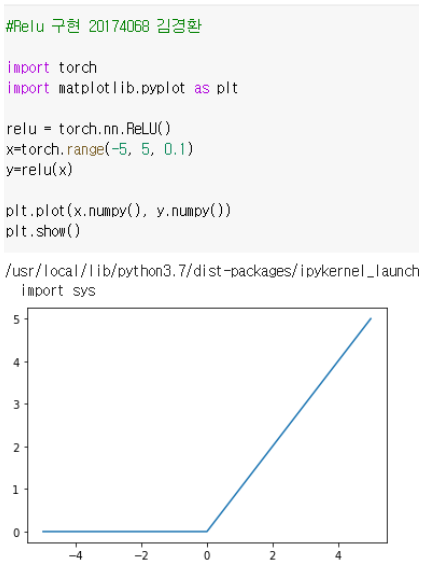 #Relu 구현 20174068 김경환
import torch
import matplotlib.pyplot as plt
relu = torch.nn.ReLU()
x=torch.range(-5, 5, 0.1)
y=relu(x)
plt.plot(x.numpy(), y.numpy())
plt.show()
/usr/local/lib/python3.7/dist-packages/ipykernel_launch
import sys
5
4
3
2
1
0
−4 −2 0 2 4